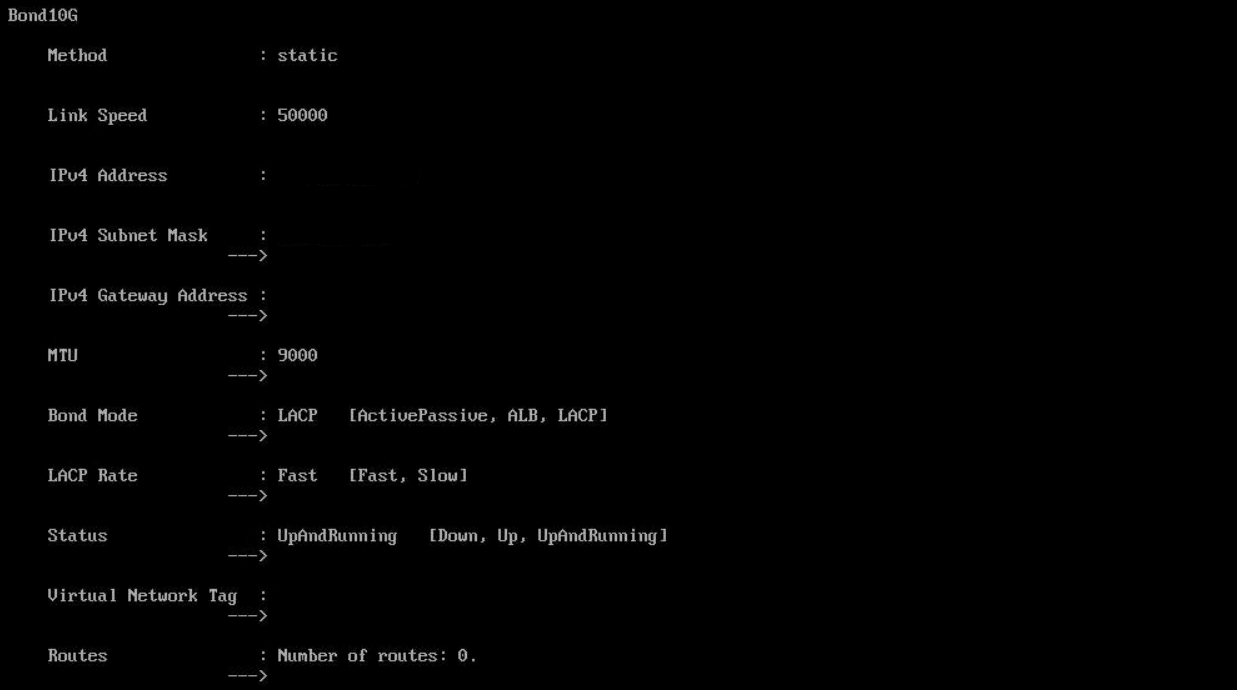 Bond10G
Method : static
Link Speed : 50000
IPv4 Address :
IPv4 Subnet Mask :
--->
IPv4 Gateway Address :
--->
MTU : 9000
--->
Bond Mode : LACP [ActivePassive, ALB, LACP]
--->
LACP Rate : Fast [Fast, Slow]
--->
Status : UpAndRunning [Down, Up, UpAndRunning]
--->
Virtual Network Tag :
--->
Routes : Number of routes: 0.
--->